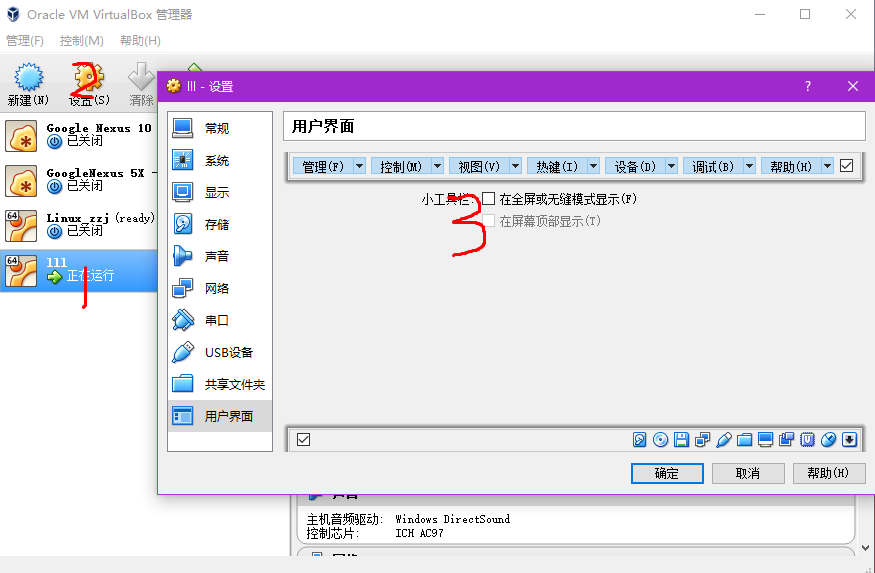 Oracle VM VirtualBox 管理器
管理(F) 控制(M) 帮助(H)
新建(N) 设置(S) 清除
2
Google Nexus 10
已关闭
GoogleNexus 5X -
已关闭
64 Linux_zzj (ready)
已关闭
64 lll
正在运行
1
lll - 设置 ?
常规
系统
显示
存储
声音
网络
串口
USB设备
共享文件夹
用户界面
用户界面
管理(F) 控制(M) 视图(V) 热键(I) 设备(D) 调试(B) 帮助(H)
小工具栏: 在全屏或无缝模式显示(F)
在屏幕顶部显示(T)
3
确定 取消 帮助(H)
主机音频驱动: Windows DirectSound
控制芯片: ICH AC97